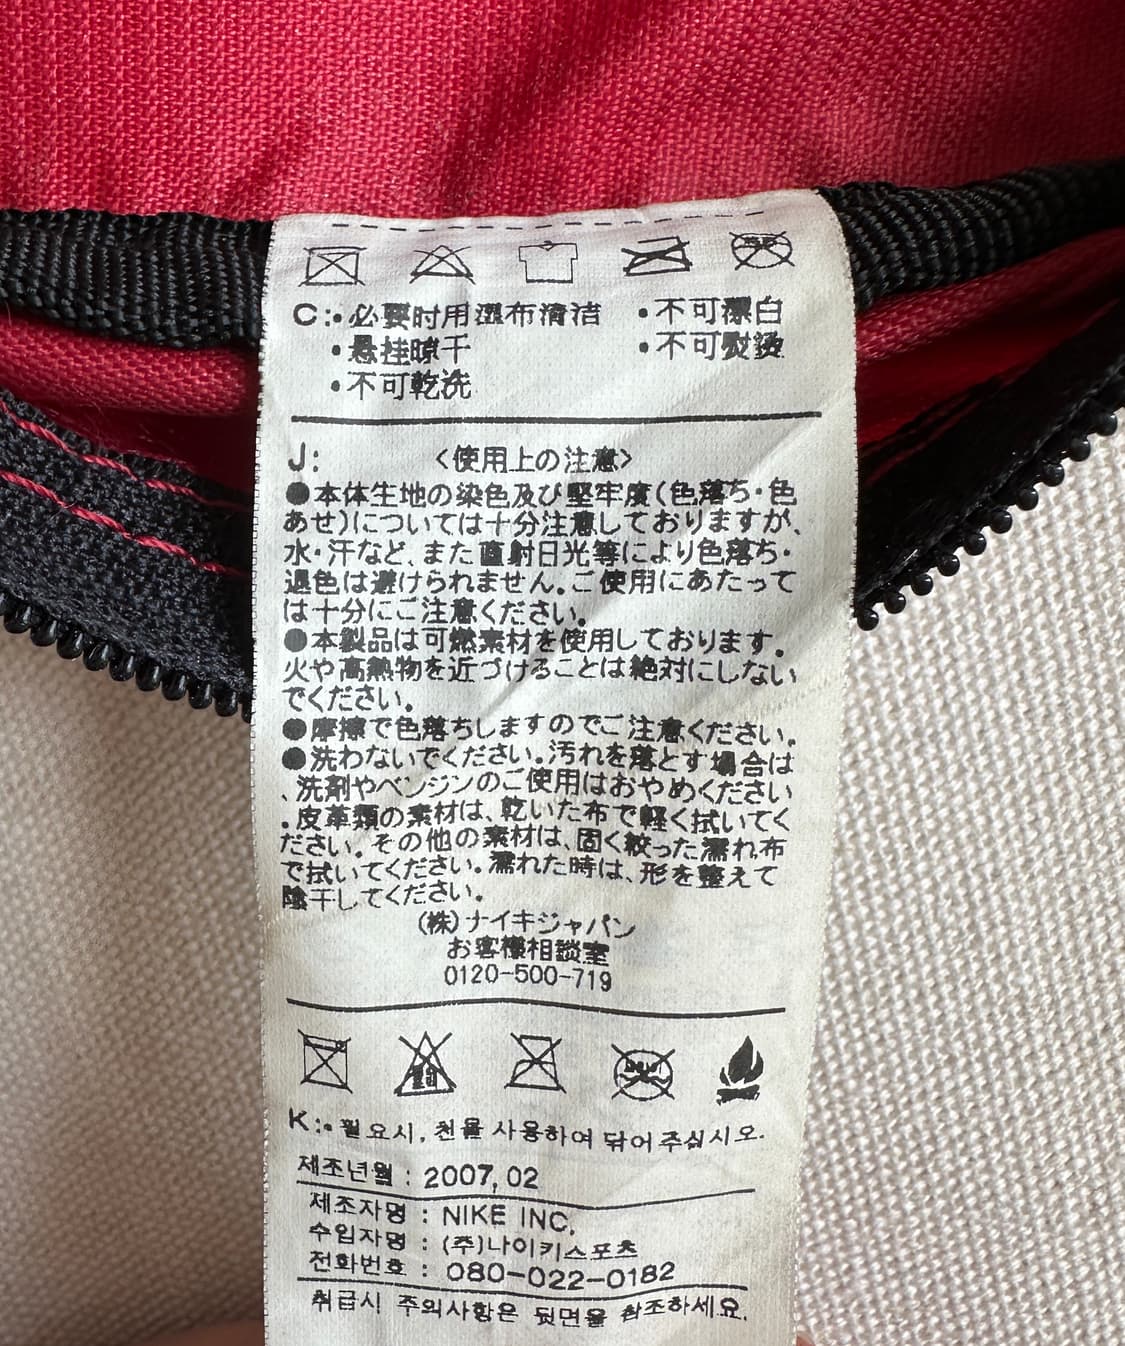 C:•必要时用湿布清洁 •不可漂白
•悬挂晾干 •不可熨烫
•不可乾洗
J: <使用上の注意>
●本体生地の染色及び堅牢度(色落ち・色
あせ)については十分注意しておりますが、
水・汗など、また直射日光等により色落ち・
退色は避けられません。ご使用にあたって
は十分にご注意ください。
●本製品は可燃素材を使用しております。
火や高熱物を近づけることは絶対にしない
でください。
●摩擦で色落ちしますのでご注意ください。
●洗わないでください。汚れを落とす場合は
、洗剤やベンジンのご使用はおやめください
。皮革類の素材は、乾いた布で軽く拭いてく
ださい。その他の素材は、固く絞った濡れ布
で拭いてください。濡れた時は、形を整えて
陰干してください。
(株)ナイキジャパン
お客様相談室
0120-500-719
K:•필요시, 천을 사용하여 닦어주십시오.
제조년월 : 2007, 02
제조자명 : NIKE INC,
수입자명 : (주)나이키스포츠
전화번호 : 080-022-0182
취급시 주의사항은 뒷면을 참조하세요.